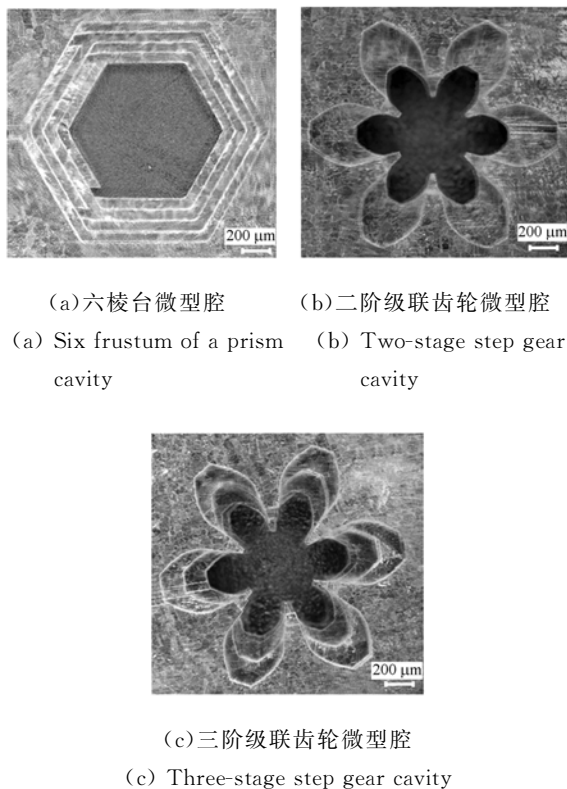 200 μm
200 μm
(a)六棱台微型腔
(b)二阶级联齿轮微型腔
(a) Six frustum of a prism
cavity
(b) Two-stage step gear
cavity
200 μm
(c)三阶级联齿轮微型腔
(c) Three-stage step gear cavity